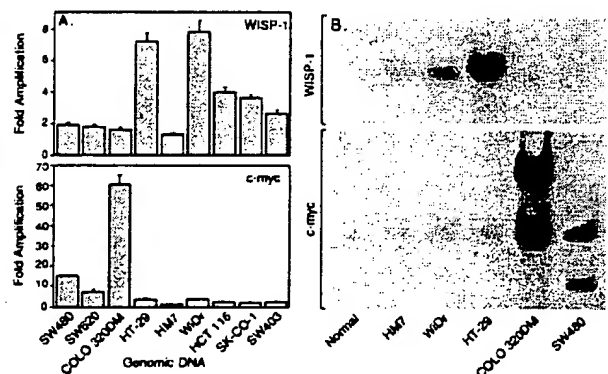 A.
WISP-1
Fold Amplification
8
6
4
2
0
c-myc
Fold Amplification
70
60
50
40
30
20
10
0
SW480
SW620
COLO 320DM
HT-29
HM7
WiDr
HCT 116
SK-CO-1
SW403
Genomic DNA
B.
WISP-1
c-myc
Normal
HM7
WiDr
HT-29
COLO 320DM
SW480